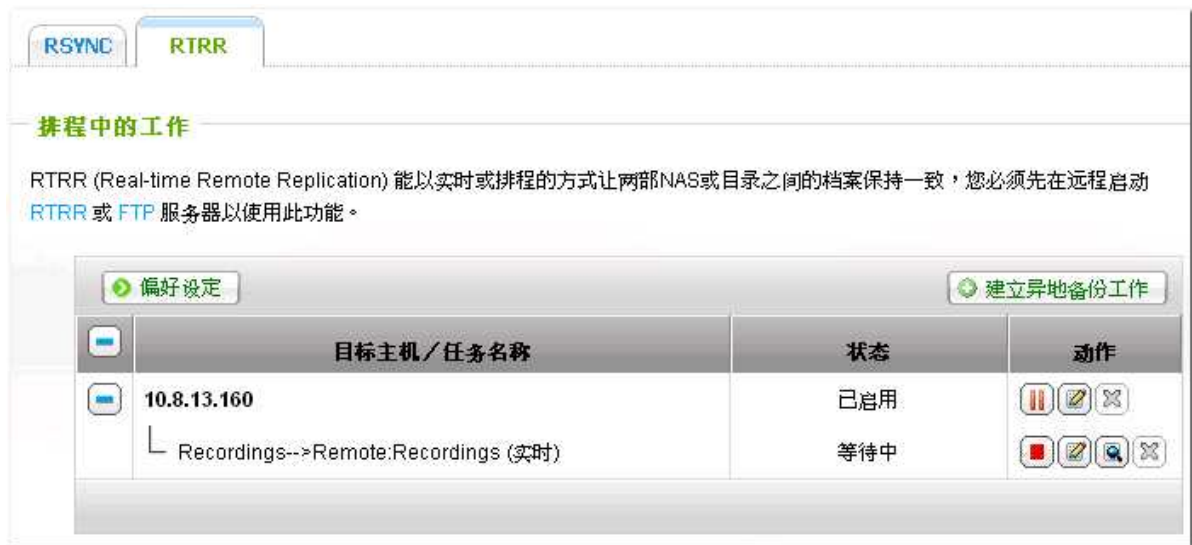 RSYNC RTRR
排程中的工作
RTRR (Real-time Remote Replication) 能以实时或排程的方式让两部NAS或目录之间的档案保持一致，您必须先在远程启动
RTRR 或 FTP 服务器以使用此功能。
偏好设定 建立异地备份工作
目标主机／任务名称 状态 动作
10.8.13.160 已启用
Recordings-->Remote:Recordings (实时) 等待中